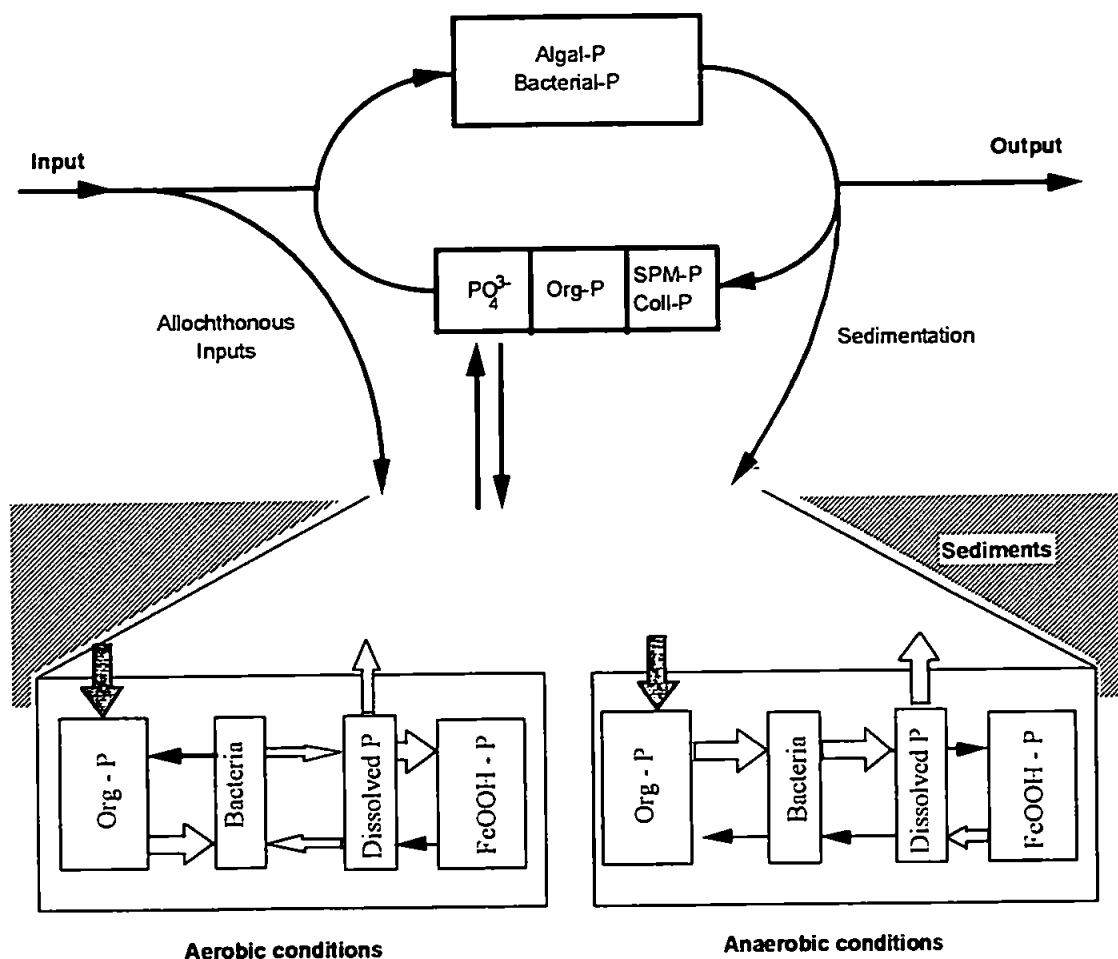 Algal-P
Bacterial-P
Input
Output
PO₄³⁻
Org-P
SPM-P
Coll-P
Allochthonous
Inputs
Sedimentation
Sediments
Org - P
Bacteria
Dissolved P
FeOOH - P
Org - P
Bacteria
Dissolved P
FeOOH - P
Aerobic conditions
Anaerobic conditions